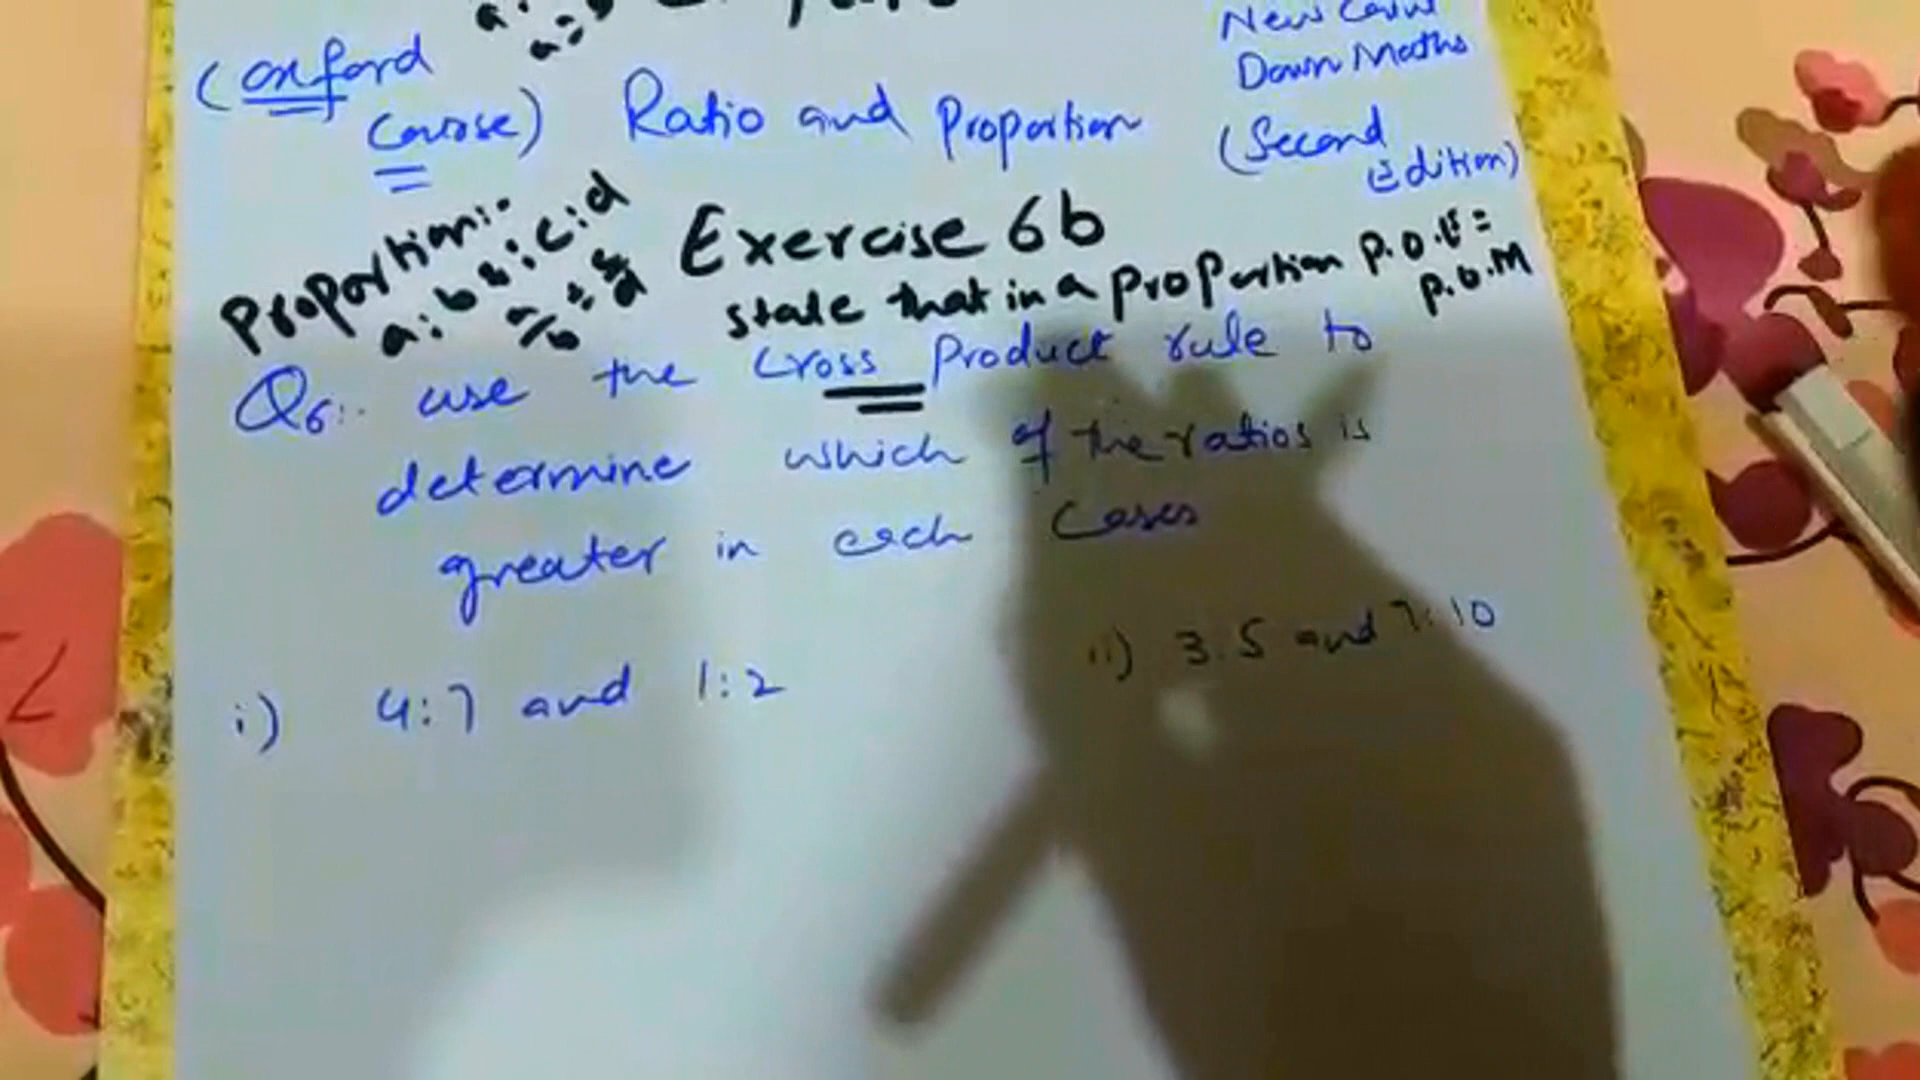 (Oxford
Course)
Ratio and Proportion
Down Maths
(Second
Edition)
Proportion:-
a:b :: c:d
Exercise 6b
state that in a proportion P.O.E =
P.O.M
Q6:- use the cross product rule to
determine which of the ratios is
greater in each cases
i) 4:7 and 1:2
ii) 3:5 and 7:10